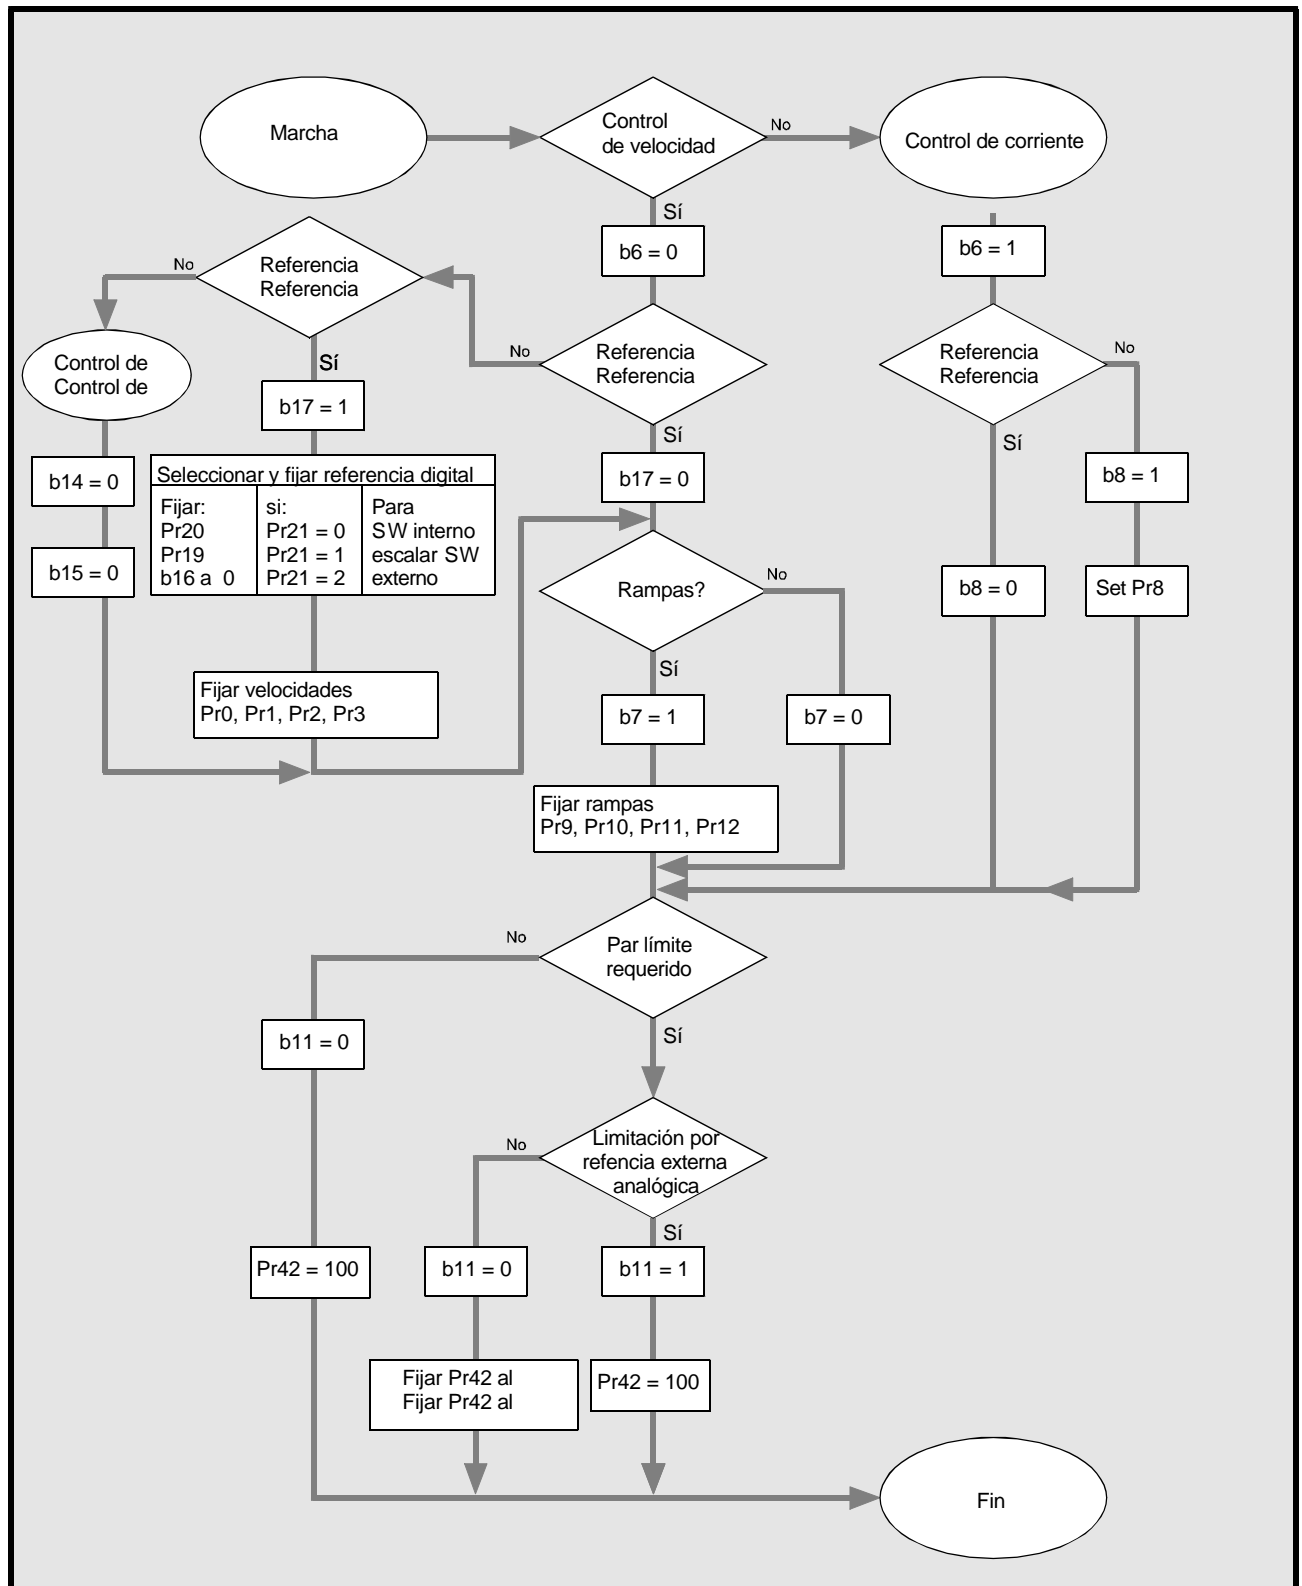 Marcha
Control
de velocidad
No
Control de corriente
Sí
b6 = 0
b6 = 1
No
Referencia
Referencia
No
Referencia
Referencia
Referencia
Referencia
No
Control de
Control de
Sí
Sí
Sí
b17 = 1
b14 = 0
Seleccionar y fijar referencia digital
b17 = 0
b8 = 1
Fijar: si: Para
Pr20 Pr21 = 0 SW interno
Pr19 Pr21 = 1 escalar SW
b16 a 0 Pr21 = 2 externo
b15 = 0
Rampas?
No
b8 = 0
Set Pr8
Sí
Fijar velocidades
Pr0, Pr1, Pr2, Pr3
b7 = 1
b7 = 0
Fijar rampas
Pr9, Pr10, Pr11, Pr12
No
Par límite
requerido
b11 = 0
Sí
No
Limitación por
refencia externa
analógica
Sí
Pr42 = 100
b11 = 0
b11 = 1
Fijar Pr42 al
Fijar Pr42 al
Pr42 = 100
Fin